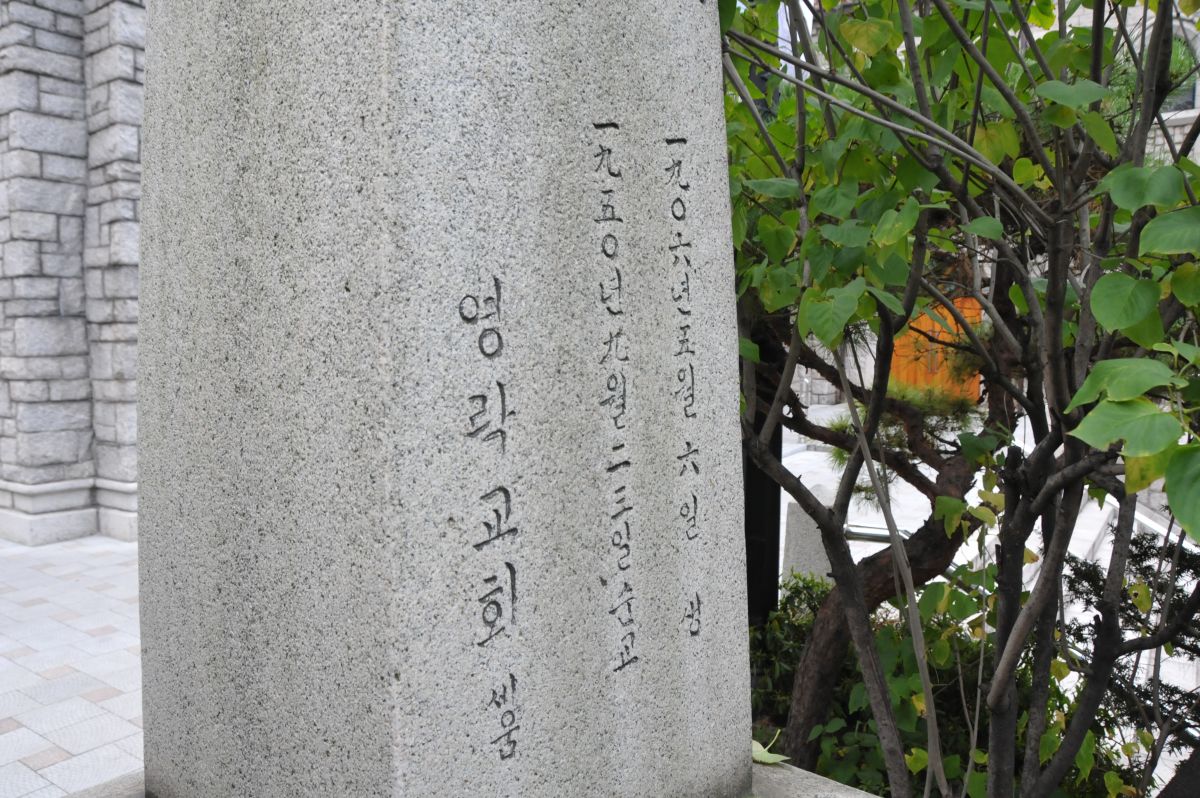 一九〇六년五월 六일 생
一九五〇년九월二三일순교
영락교회 세움